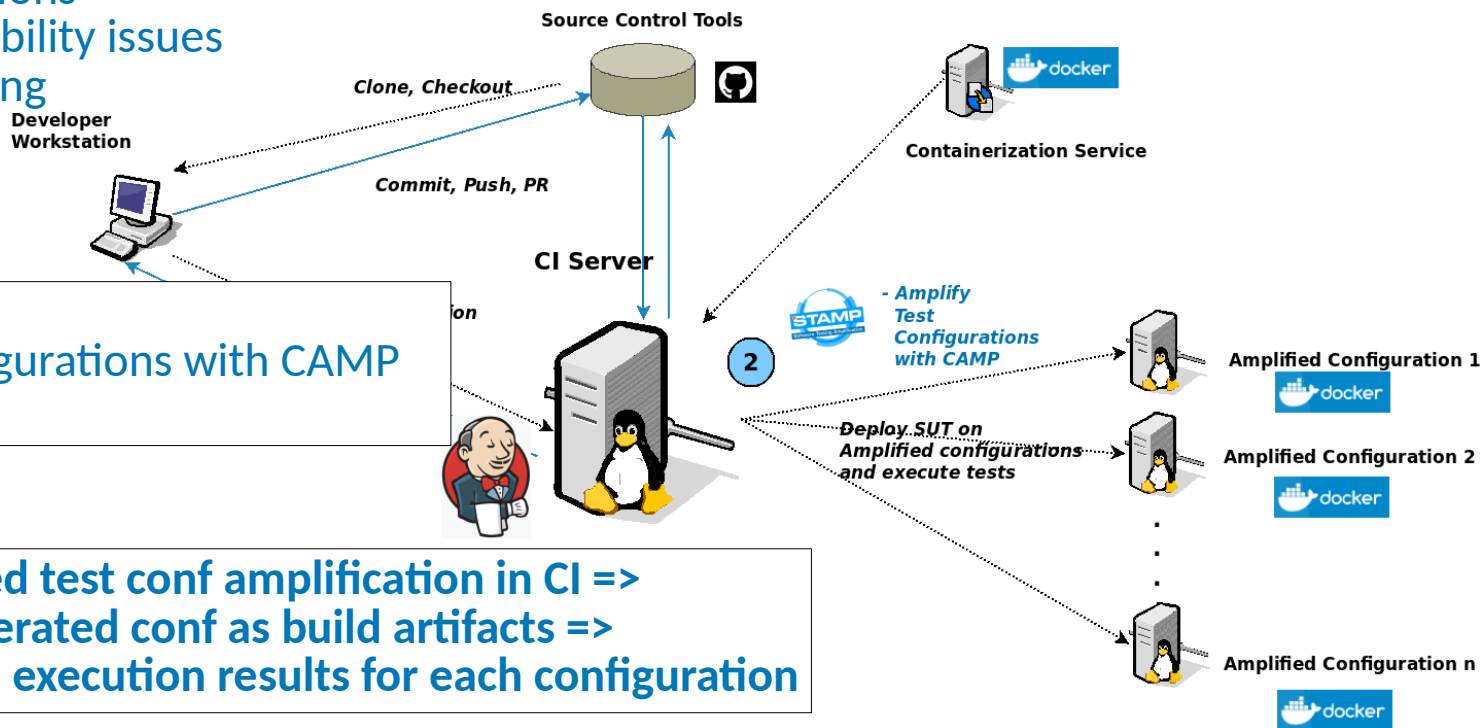 bility issues
ng
Source Control Tools
docker
Clone, Checkout
Developer
Workstation
Containerization Service
Commit, Push, PR
CI Server
ion
gurations with CAMP
STAMP
- Amplify
Test
Configurations
with CAMP
2
Amplified Configuration 1
docker
Deploy SUT on
Amplified configurations
and execute tests
Amplified Configuration 2
docker
.
.
.
ed test conf amplification in CI =>
erated conf as build artifacts =>
execution results for each configuration
Amplified Configuration n
docker